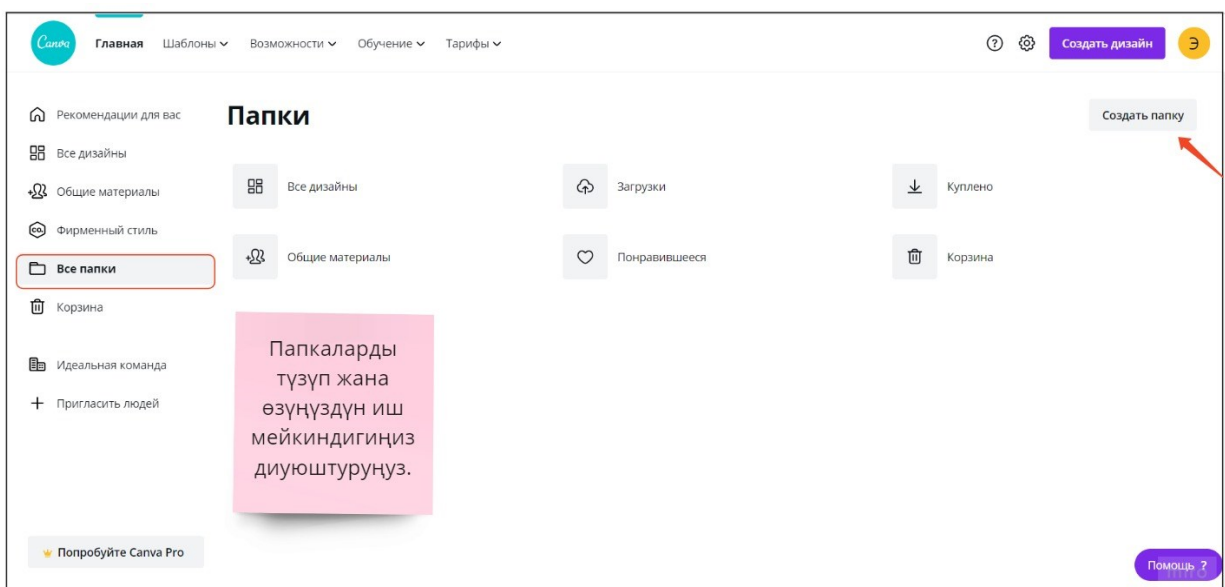 Canva Главная Шаблоны Возможности Обучение Тарифы ? Создать дизайн Э
Рекомендации для вас
Все дизайны
Общие материалы
CO. Фирменный стиль
Все папки
Корзина
Идеальная команда
+ Пригласить людей
Попробуйте Canva Pro
Папки
Создать папку
Все дизайны Загрузки Куплено
Общие материалы Понравившееся Корзина
Папкаларды
түзүп жана
өзүңүздүн иш
мейкиндигиңиз
диуюштуруңуз.
Помощь ?